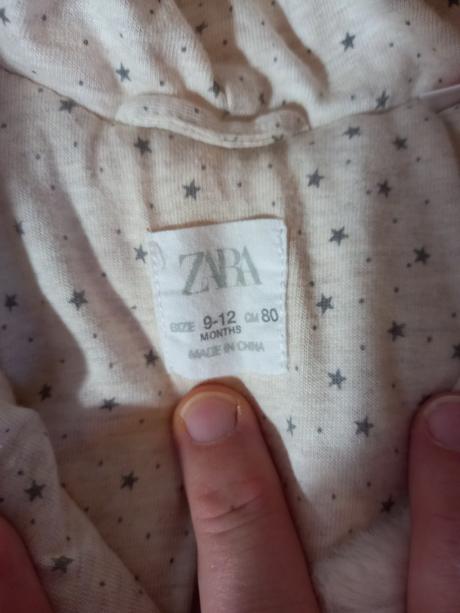 ZARA
SIZE 9-12 CM 80
MONTHS
MADE IN CHINA